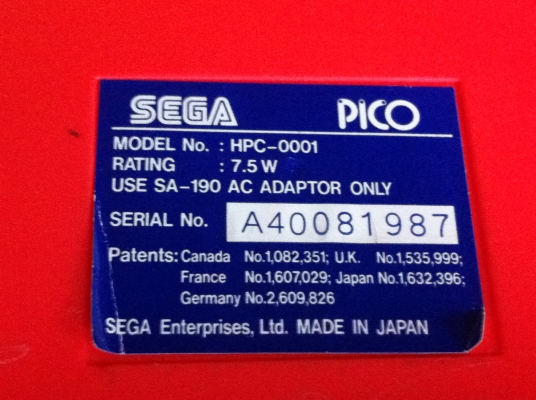 SEGA PICO
MODEL No. : HPC-0001
RATING : 7.5 W
USE SA-190 AC ADAPTOR ONLY
SERIAL No. A40081987
Patents: Canada No.1,082,351; U.K. No.1,535,999;
France No.1,607,029; Japan No.1,632,396;
Germany No.2,609,826
SEGA Enterprises, Ltd. MADE IN JAPAN